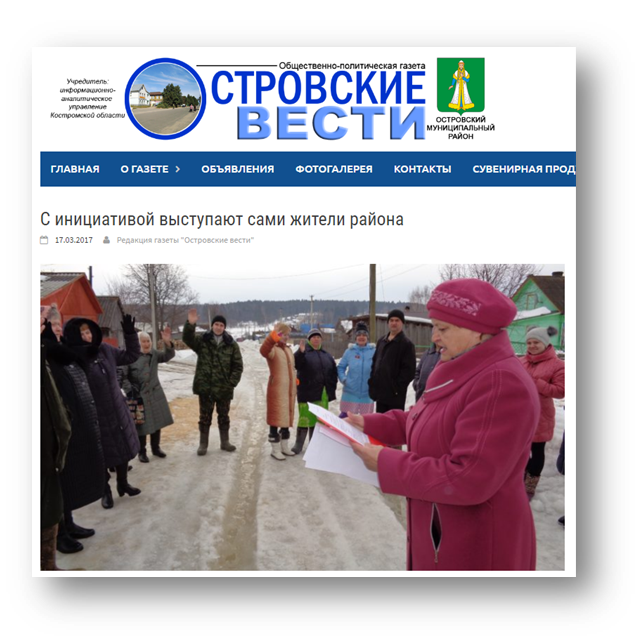 Учредитель:
информационно-
аналитическое
управление
Костромской области
Общественно-политическая газета
СТРОВСКИЕ
ВЕСТИ
ОСТРОВСКИЙ
МУНИЦИПАЛЬНЫЙ
РАЙОН
ГЛАВНАЯ О ГАЗЕТЕ ОБЪЯВЛЕНИЯ ФОТОГАЛЕРЕЯ КОНТАКТЫ СУВЕНИРНАЯ ПРОД
С инициативой выступают сами жители района
17.03.2017 Редакция газеты "Островские вести"